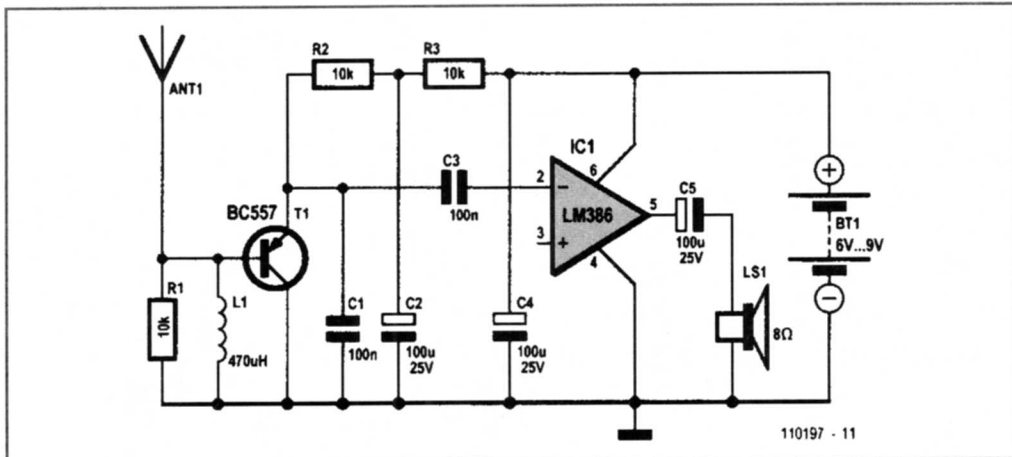 ANT1
R2
10k
R3
10k
IC1
C3
100n
2
6
LM386
3
4
5
C5
100u
25V
BT1
6V...9V
BC557
T1
R1
10k
L1
470uH
C1
100n
C2
100u
25V
C4
100u
25V
LS1
8Ω
110197 - 11